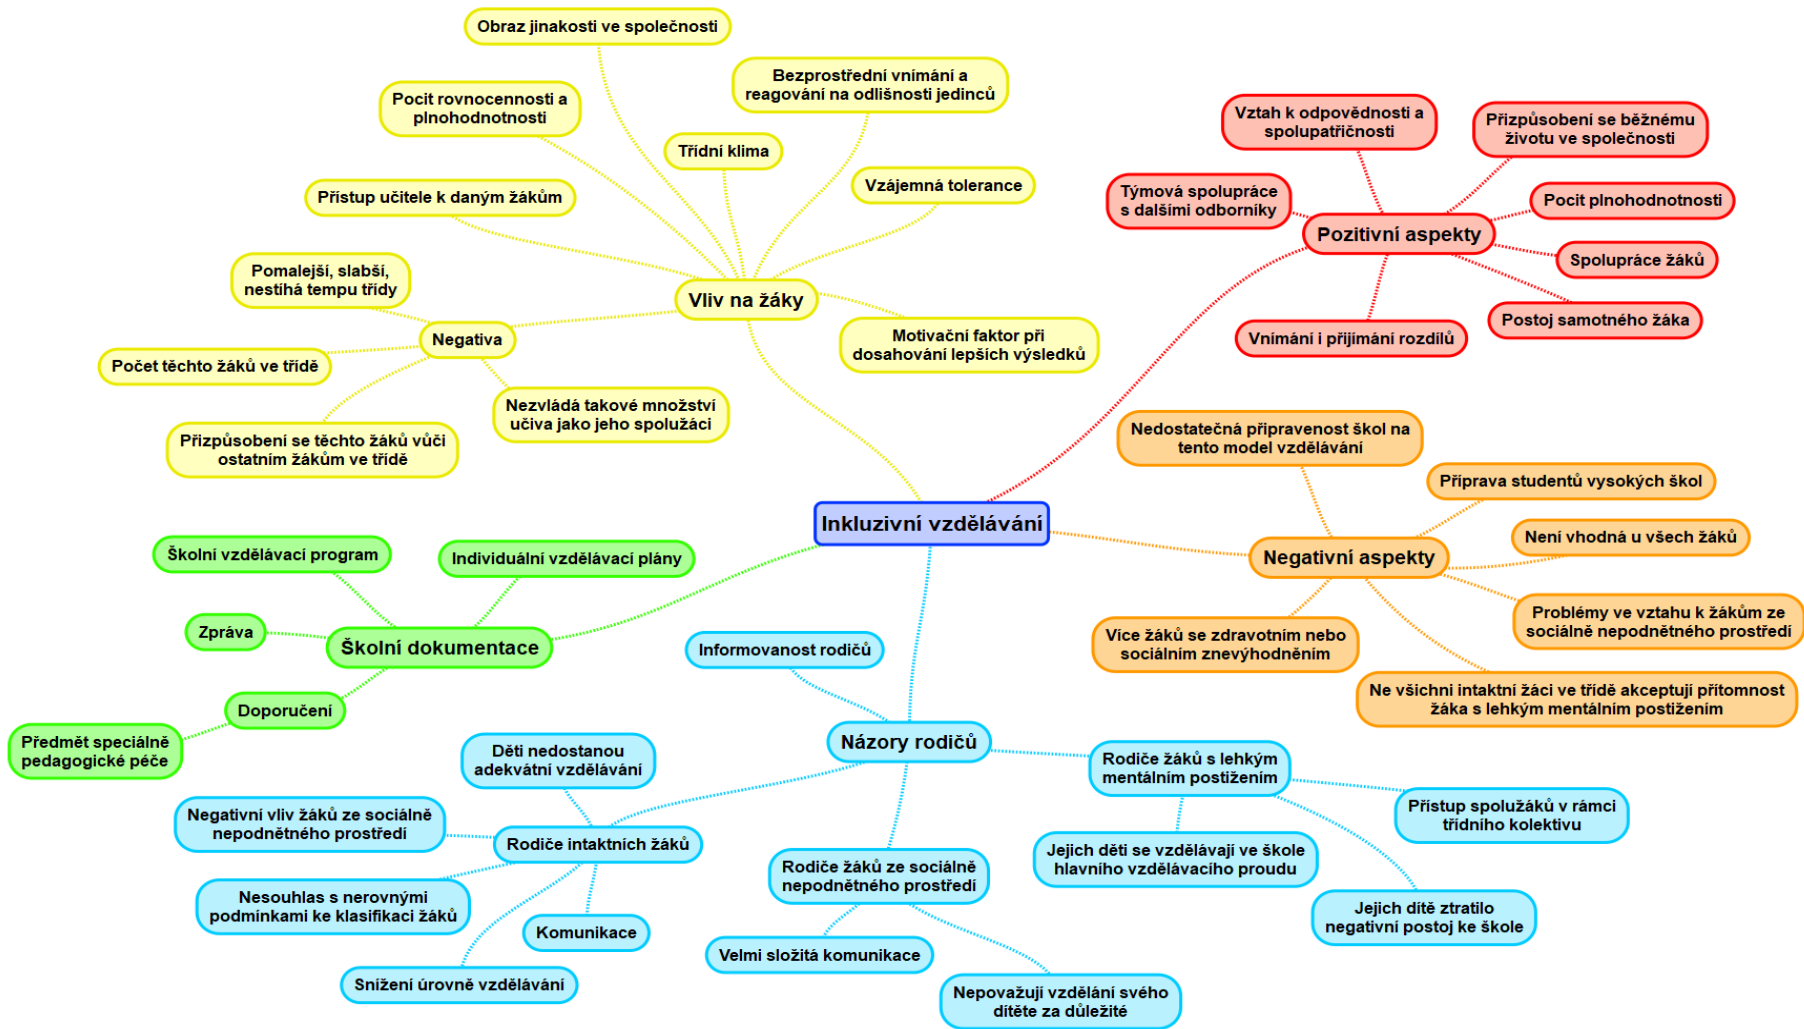 Obraz jinakosti ve společnosti
Bezprostřední vnímání a
reagování na odlišnosti jedinců
Pocit rovnocennosti a
plnohodnotnosti
Třídní klima
Vzájemná tolerance
Přístup učitele k daným žákům
Vliv na žáky
Pomalejší, slabší,
nestíhá tempu třídy
Negativa
Motivační faktor při
dosahování lepších výsledků
Počet těchto žáků ve třídě
Nezvládá takové množství
učiva jako jeho spolužáci
Přizpůsobení se těchto žáků vůči
ostatním žákům ve třídě
Vztah k odpovědnosti a
spolupatřičnosti
Přizpůsobení se běžnému
životu ve společnosti
Týmová spolupráce
s dalšími odborníky
Pocit plnohodnotnosti
Pozitivní aspekty
Spolupráce žáků
Postoj samotného žáka
Vnímání i přijímání rozdílů
Inkluzivní vzdělávání
Nedostatečná připravenost škol na
tento model vzdělávání
Příprava studentů vysokých škol
Není vhodná u všech žáků
Negativní aspekty
Problémy ve vztahu k žákům ze
sociálně nepodnětného prostředí
Více žáků se zdravotním nebo
sociálním znevýhodněním
Ne všichni intaktní žáci ve třídě akceptují přítomnost
žáka s lehkým mentálním postižením
Školní vzdělávací program
Individuální vzdělávací plány
Zpráva
Školní dokumentace
Doporučení
Předmět speciálně
pedagogické péče
Informovanost rodičů
Názory rodičů
Děti nedostanou
adekvátní vzdělávání
Negativní vliv žáků ze sociálně
nepodnětného prostředí
Rodiče intaktních žáků
Nesouhlas s nerovnými
podmínkami ke klasifikaci žáků
Komunikace
Snížení úrovně vzdělávání
Rodiče žáků ze sociálně
nepodnětného prostředí
Velmi složitá komunikace
Nepovažují vzdělání svého
dítěte za důležité
Rodiče žáků s lehkým
mentálním postižením
Přístup spolužáků v rámci
třídního kolektivu
Jejich děti se vzdělávají ve škole
hlavního vzdělávacího proudu
Jejich dítě ztratilo
negativní postoj ke škole